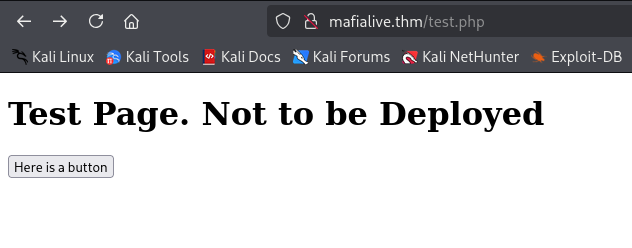 mafialive.thm/test.php
Kali Linux Kali Tools Kali Docs Kali Forums Kali NetHunter Exploit-DB
Test Page. Not to be Deployed
Here is a button